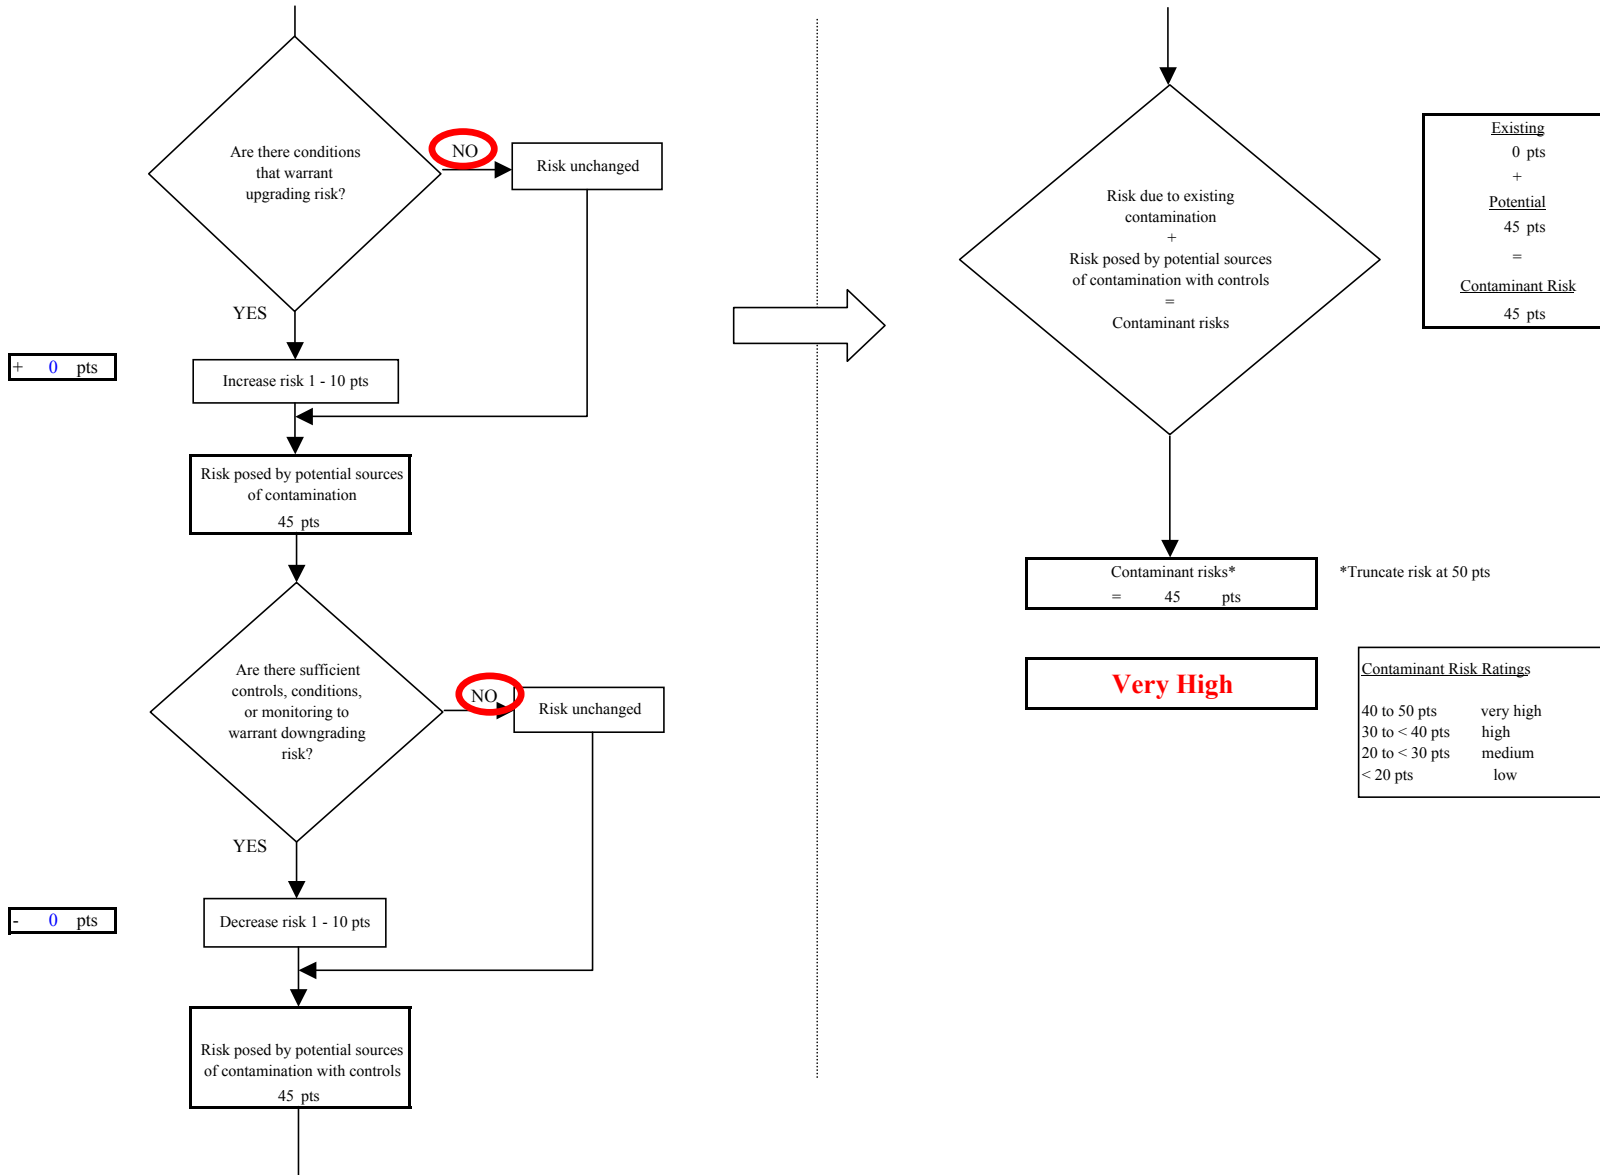 Are there conditions
that warrant
upgrading risk?
NO
Risk unchanged
YES
+ 0 pts
Increase risk 1 - 10 pts
Risk posed by potential sources
of contamination
45 pts
Are there sufficient
controls, conditions,
or monitoring to
warrant downgrading
risk?
NO
Risk unchanged
YES
- 0 pts
Decrease risk 1 - 10 pts
Risk posed by potential sources
of contamination with controls
45 pts
Risk due to existing
contamination
+
Risk posed by potential sources
of contamination with controls
=
Contaminant risks
Existing
0 pts
+
Potential
45 pts
=
Contaminant Risk
45 pts
Contaminant risks*
= 45 pts
*Truncate risk at 50 pts
Very High
Contaminant Risk Ratings
40 to 50 pts very high
30 to < 40 pts high
20 to < 30 pts medium
< 20 pts low